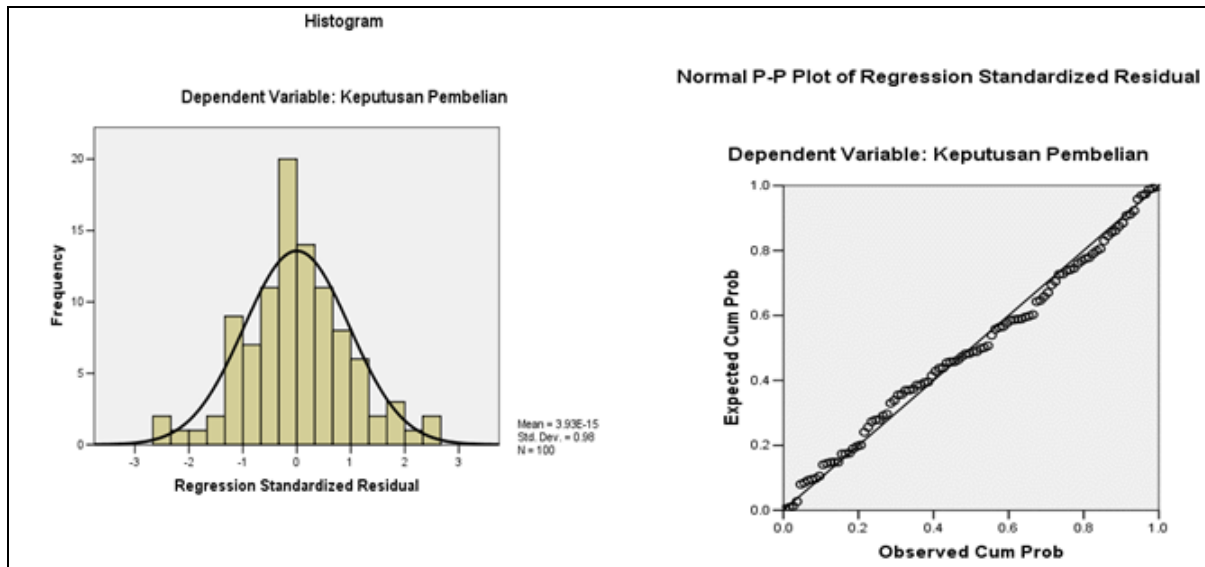 Histogram
Dependent Variable: Keputusan Pembelian
Frequency
20
15
10
5
0
-3 -2 -1 0 1 2 3
Regression Standardized Residual
Mean = 3.93E-15
Std. Dev. = 0.98
N = 100
Normal P-P Plot of Regression Standardized Residual
Dependent Variable: Keputusan Pembelian
Expected Cum Prob
1.0
0.8
0.6
0.4
0.2
0.0
0.0 0.2 0.4 0.6 0.8 1.0
Observed Cum Prob